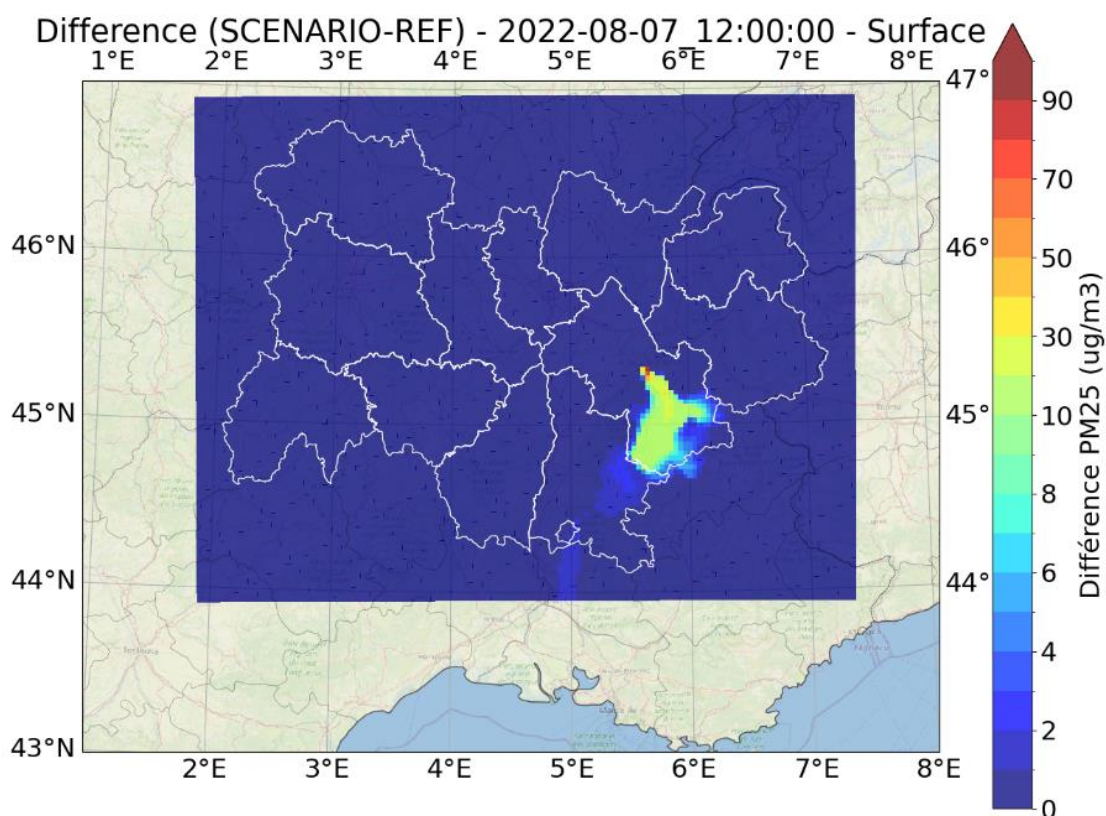 Difference (SCENARIO-REF) - 2022-08-07_12:00:00 - Surface
1°E 2°E 3°E 4°E 5°E 6°E 7°E 8°E
47°
46°N 46°
45°N 45°
44°N 44°
43°N
2°E 3°E 4°E 5°E 6°E 7°E 8°E
90
70
50
30
10
8
6
4
2
0
Différence PM25 (ug/m3)